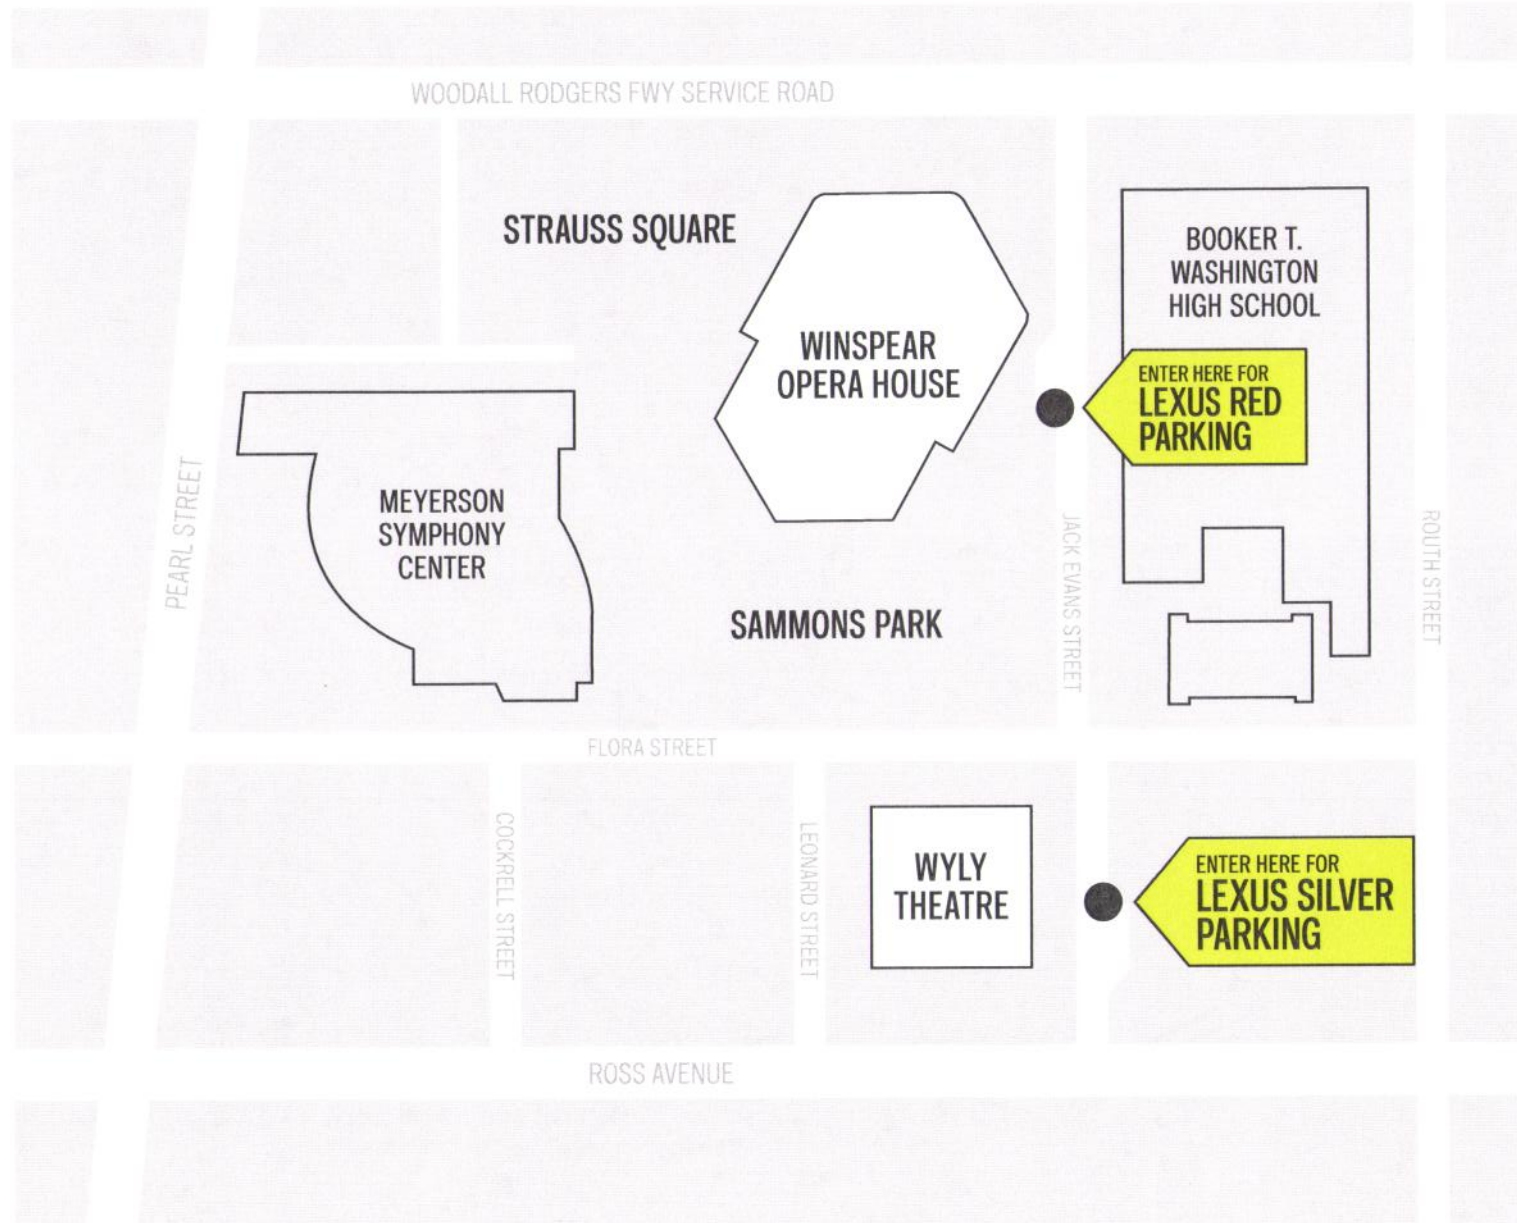 WOODALL RODGERS FWY SERVICE ROAD
STRAUSS SQUARE
BOOKER T.
WASHINGTON
HIGH SCHOOL
WINSPEAR
OPERA HOUSE
ENTER HERE FOR
LEXUS RED
PARKING
MEYERSON
SYMPHONY
CENTER
PEARL STREET
JACK EVANS STREET
ROUTH STREET
SAMMONS PARK
FLORA STREET
COCKRELL STREET
LEONARD STREET
WYLY
THEATRE
ENTER HERE FOR
LEXUS SILVER
PARKING
ROSS AVENUE